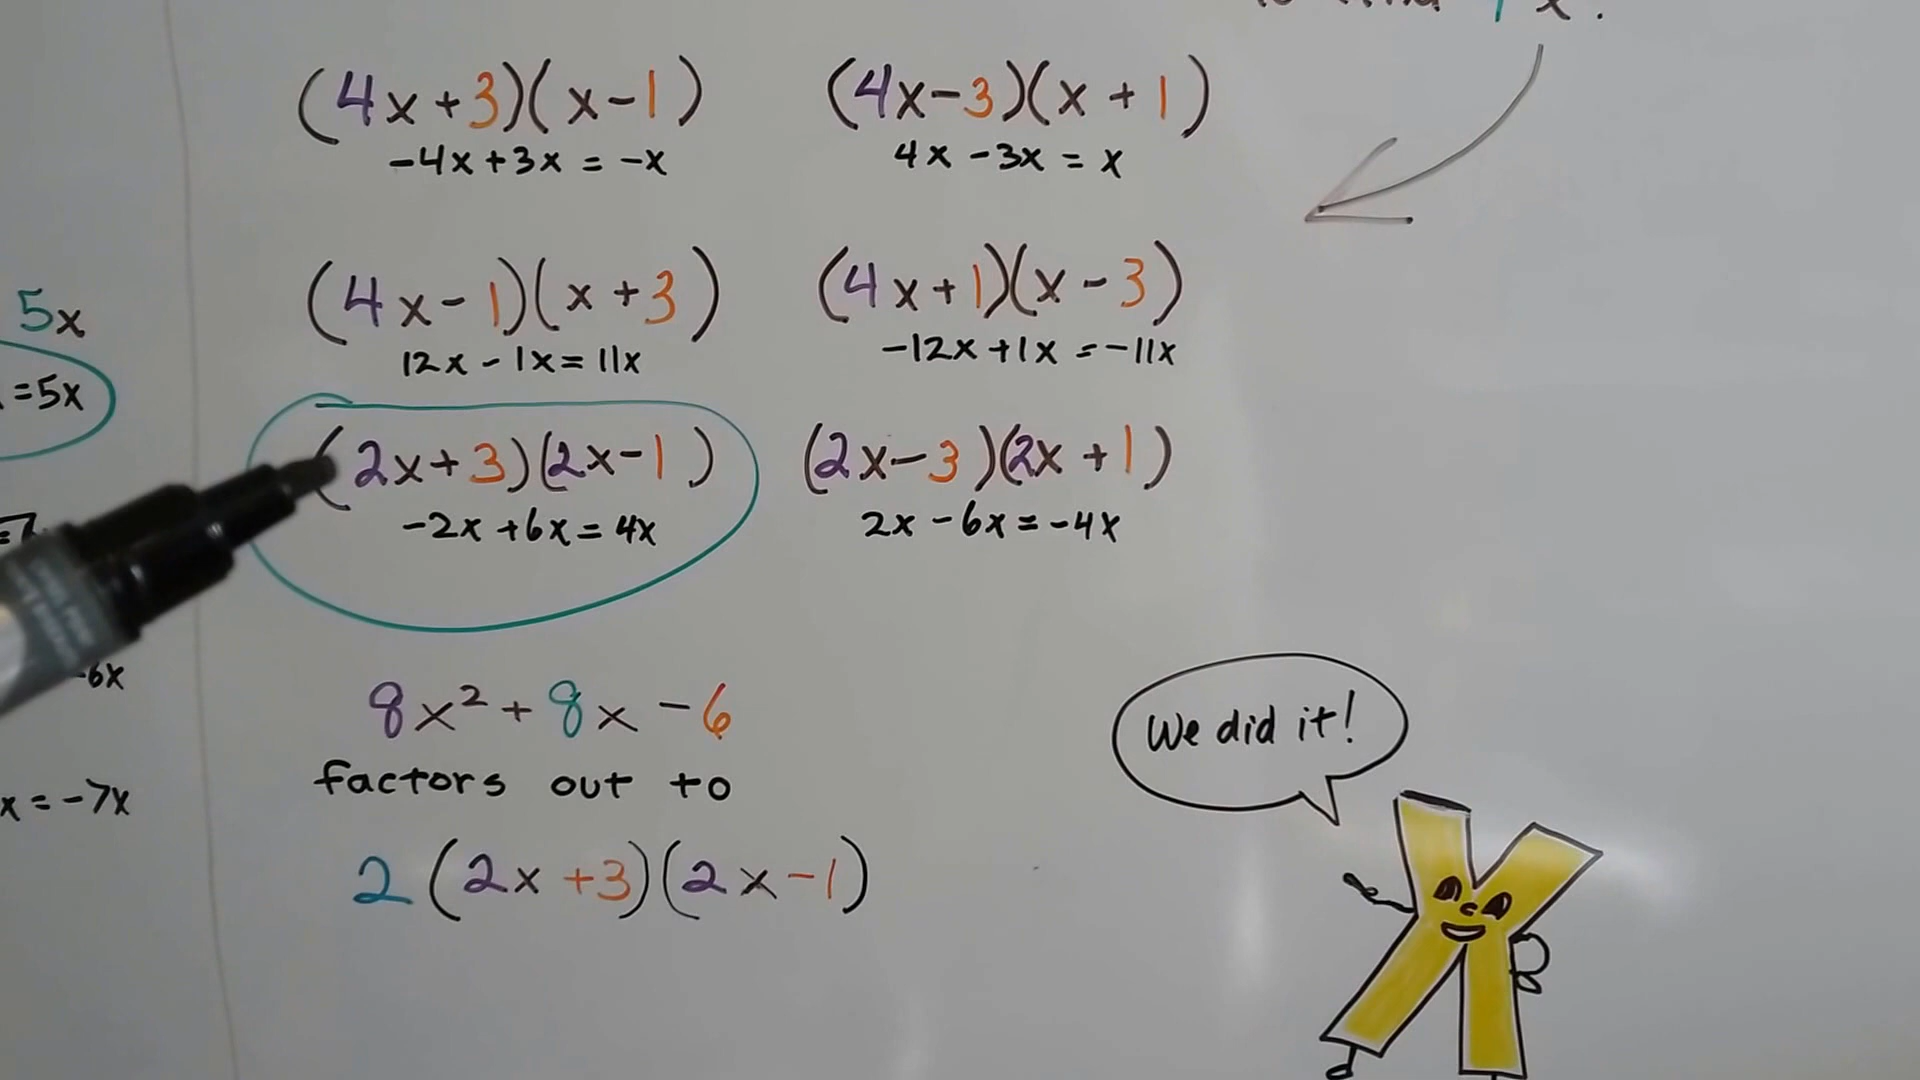 x.
(4x+3)(x-1)
-4x+3x = -x
(4x-3)(x+1)
4x-3x = x
(4x-1)(x+3)
12x-1x=11x
(4x+1)(x-3)
-12x+1x=-11x
(2x+3)(2x-1)
-2x+6x=4x
(2x-3)(2x+1)
2x-6x=-4x
8x²+8x-6
factors out to
2(2x+3)(2x-1)
We did it!
5x
=5x
-6x
x=-7x